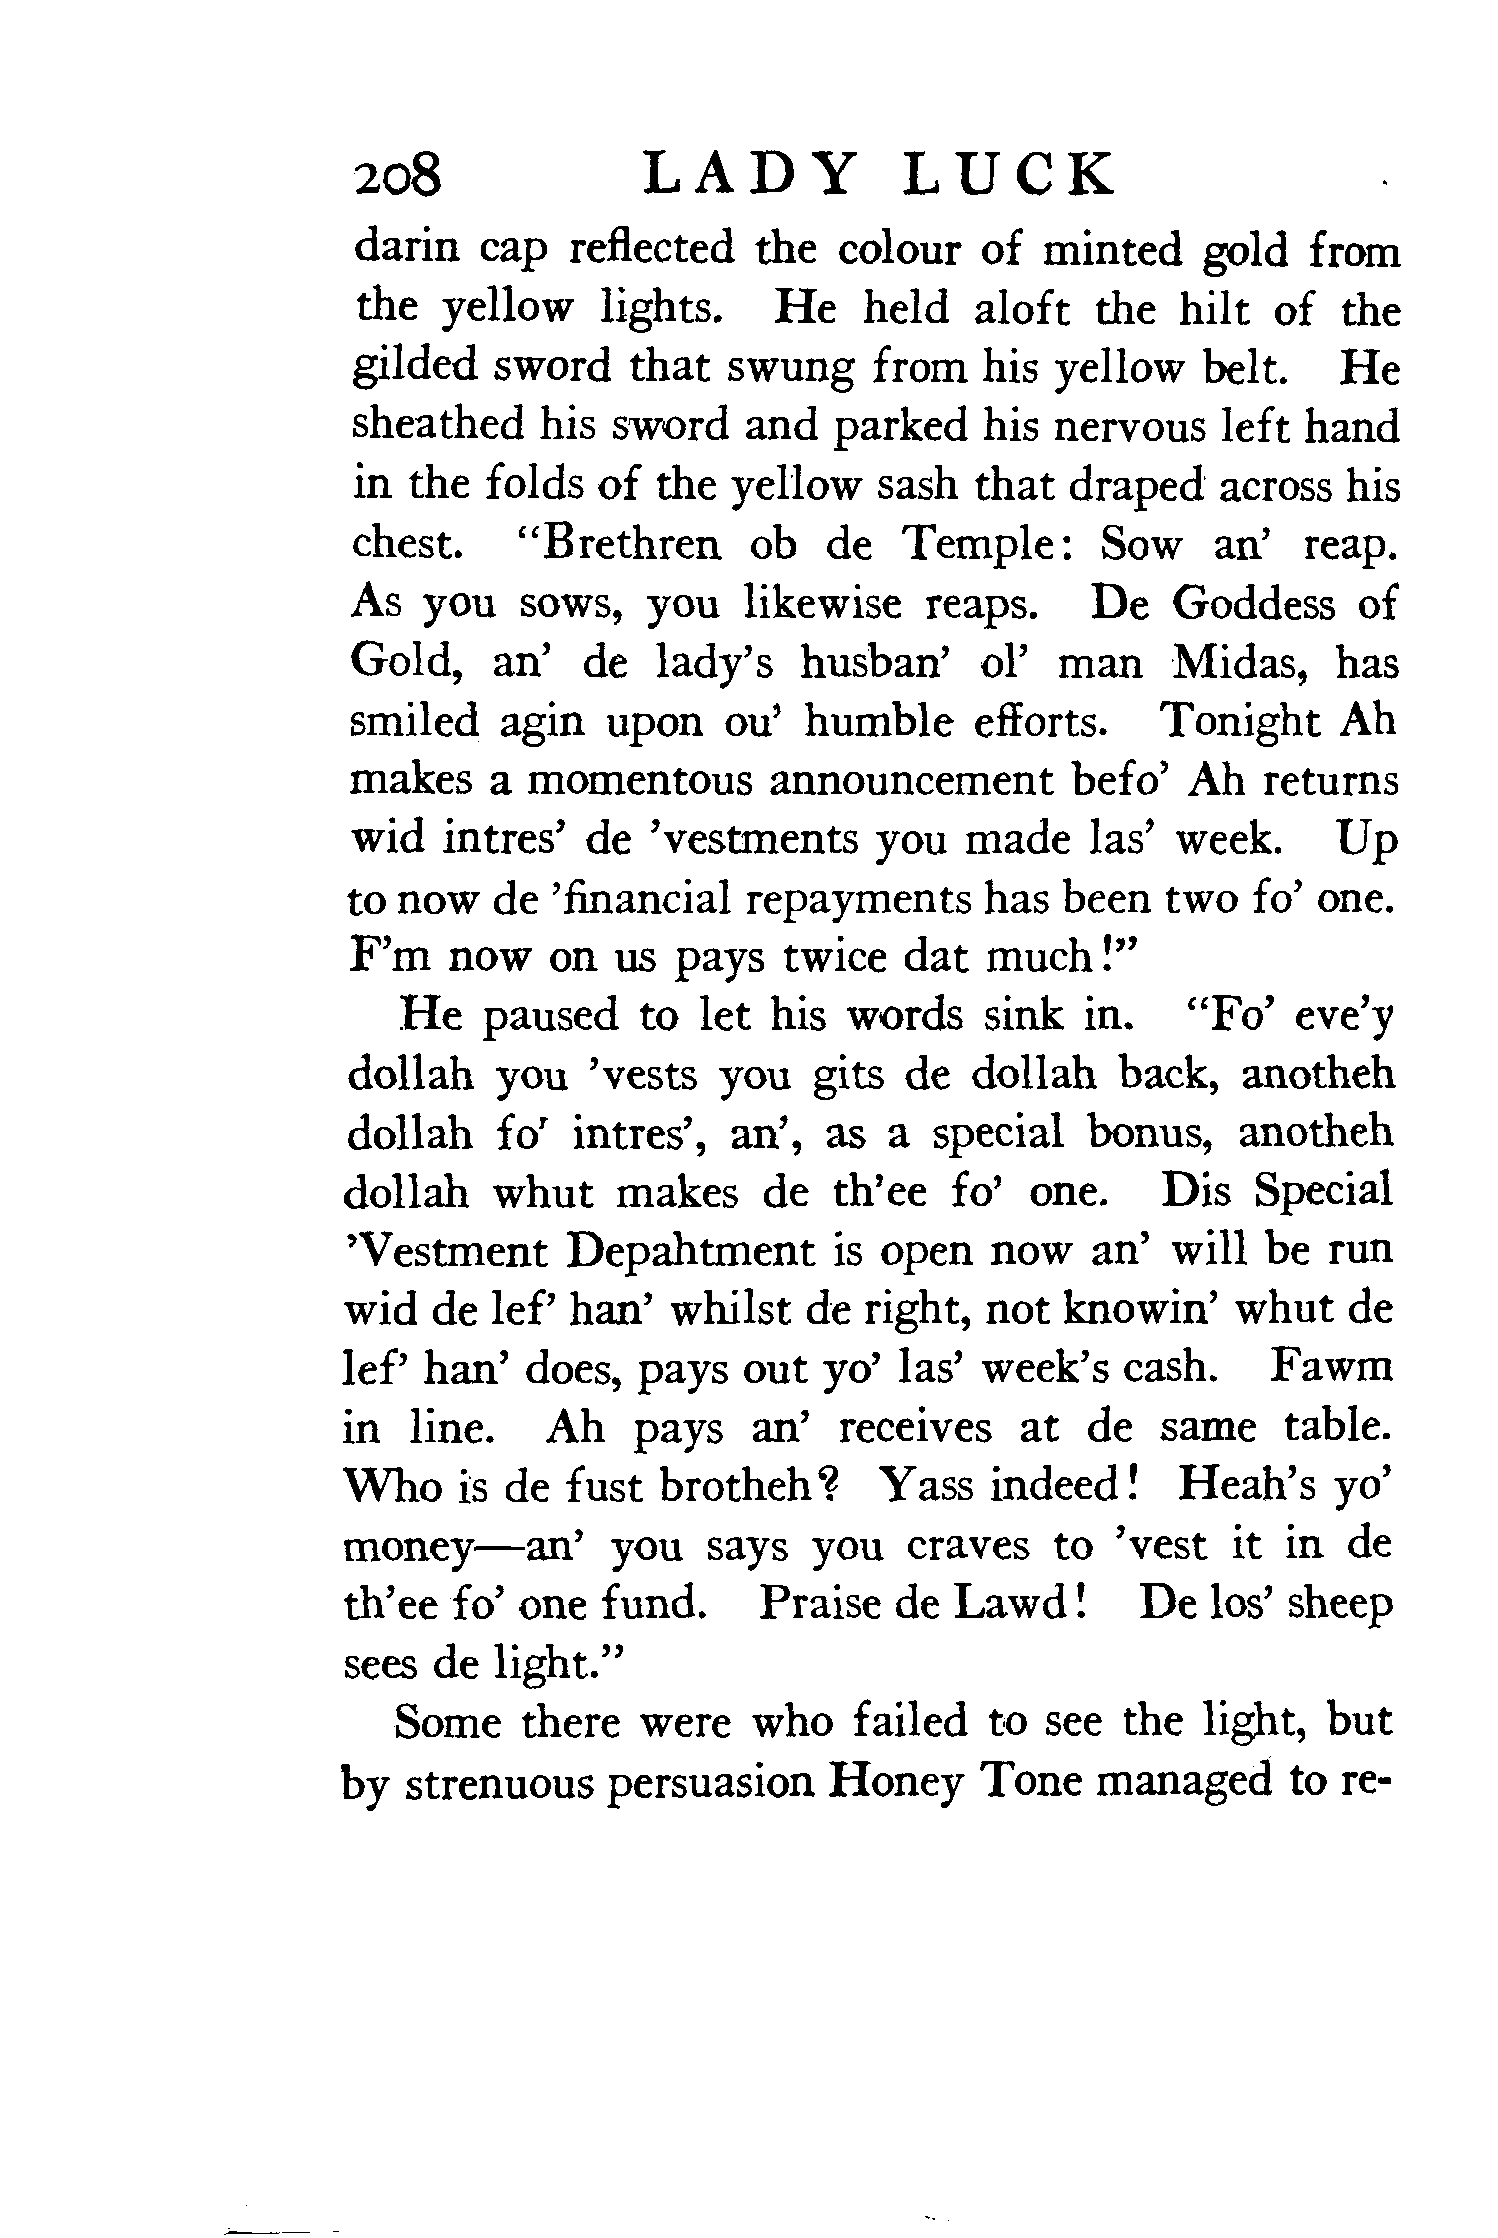 208 LADY LUCK
darin cap reflected the colour of minted gold from
the yellow lights. He held aloft the hilt of the
gilded sword that swung from his yellow belt. He
sheathed his sword and parked his nervous left hand
in the folds of the yellow sash that draped across his
chest. “Brethren ob de Temple: Sow an’ reap.
As you sows, you likewise reaps. De Goddess of
Gold, an’ de lady’s husban’ ol’ man Midas, has
smiled agin upon ou’ humble efforts. Tonight Ah
makes a momentous announcement befo’ Ah returns
wid intres’ de ’vestments you made las’ week. Up
to now de ’financial repayments has been two fo’ one.
F’m now on us pays twice dat much!”
He paused to let his words sink in. “Fo’ eve’y
dollah you ’vests you gits de dollah back, anotheh
dollah fo’ intres’, an’, as a special bonus, anotheh
dollah whut makes de th’ee fo’ one. Dis Special
’Vestment Depahtment is open now an’ will be run
wid de lef’ han’ whilst de right, not knowin’ whut de
lef’ han’ does, pays out yo’ las’ week’s cash. Fawm
in line. Ah pays an’ receives at de same table.
Who is de fust brotheh? Yass indeed! Heah’s yo’
money—an’ you says you craves to ’vest it in de
th’ee fo’ one fund. Praise de Lawd! De los’ sheep
sees de light.”
Some there were who failed to see the light, but
by strenuous persuasion Honey Tone managed to re-